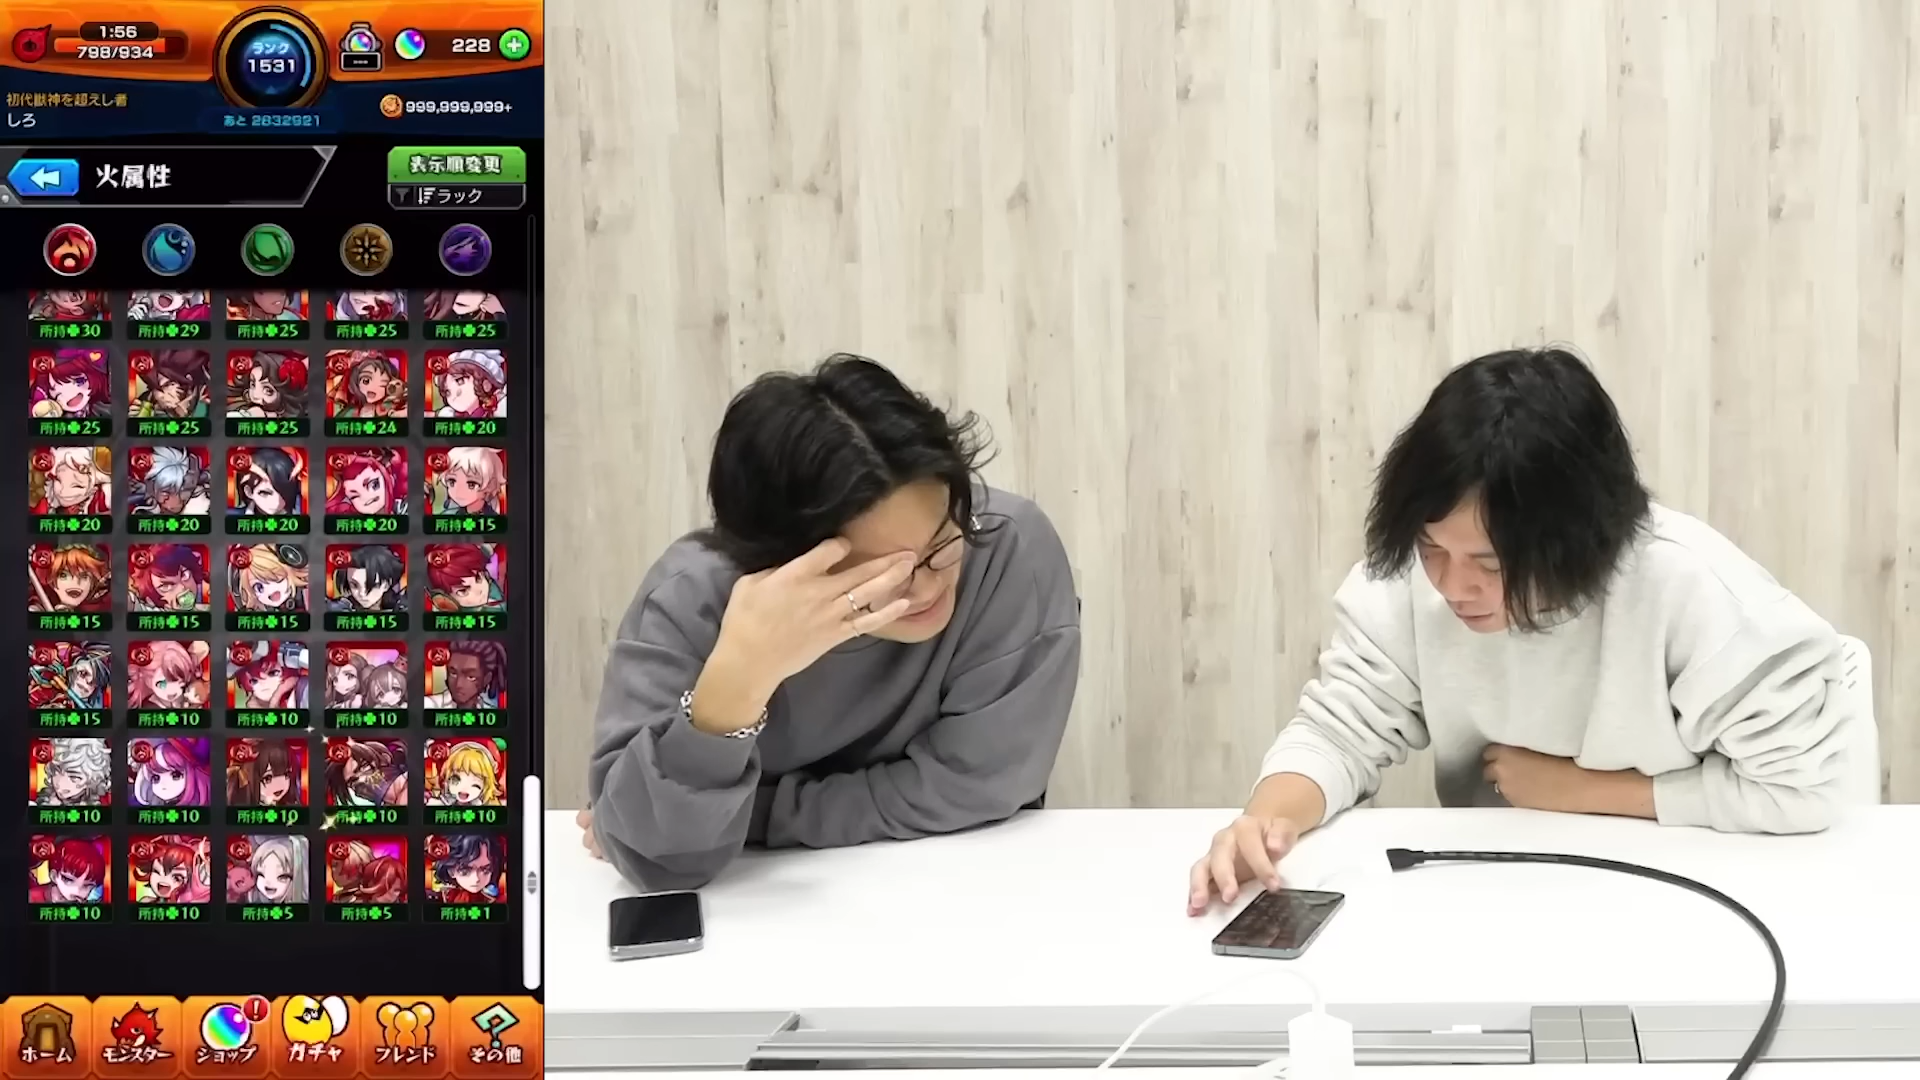 1:56
798/934
ランク
1531
228
初代獣神を超えし者
しろ
あと 2832921
999,999,999+
火属性
表示順変更
ラック
所持30 所持29 所持25 所持25 所持25
所持25 所持25 所持25 所持24 所持20
所持20 所持20 所持20 所持20 所持15
所持15 所持15 所持15 所持15 所持15
所持15 所持10 所持10 所持10 所持10
所持10 所持10 所持10 所持10 所持10
所持10 所持10 所持5 所持5 所持1
ホーム モンスター ショップ ガチャ フレンド その他